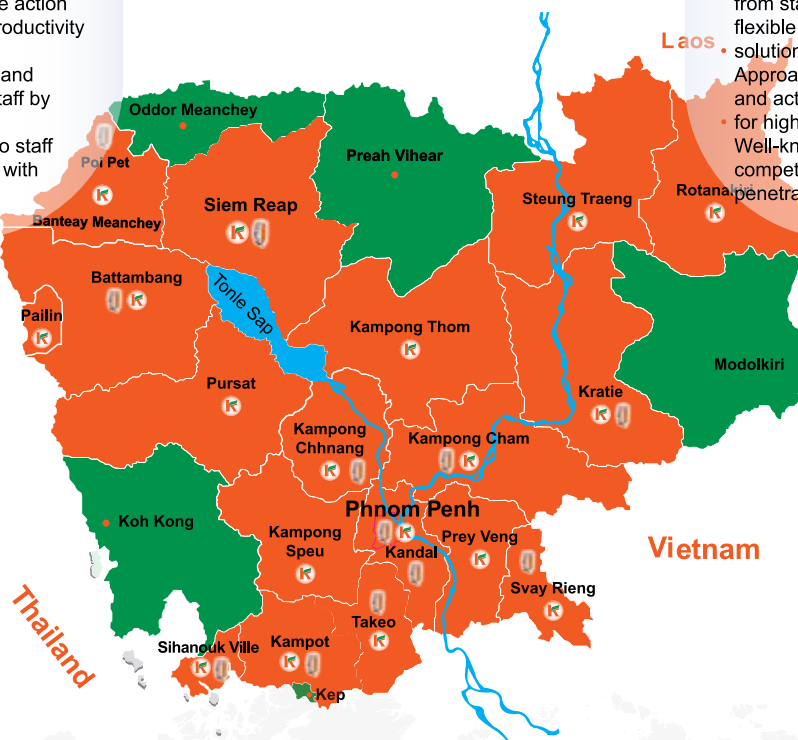 e action
roductivity
and
taff by
o staff
with
from sta
flexible
solution
Approa
and act
for high
Well-kn
compet
penetra
Laos
Oddor Meanchey
Poi Pet
Preah Vihear
Siem Reap
Steung Traeng
Rotanakiri
Banteay Meanchey
Battambang
Tonle Sap
Pailin
Kampong Thom
Modolkiri
Pursat
Kratie
Kampong
Chhnang
Kampong Cham
Phnom Penh
Koh Kong
Kampong
Speu
Kandal
Prey Veng
Vietnam
Svay Rieng
Thailand
Takeo
Sihanouk Ville
Kampot
Kep